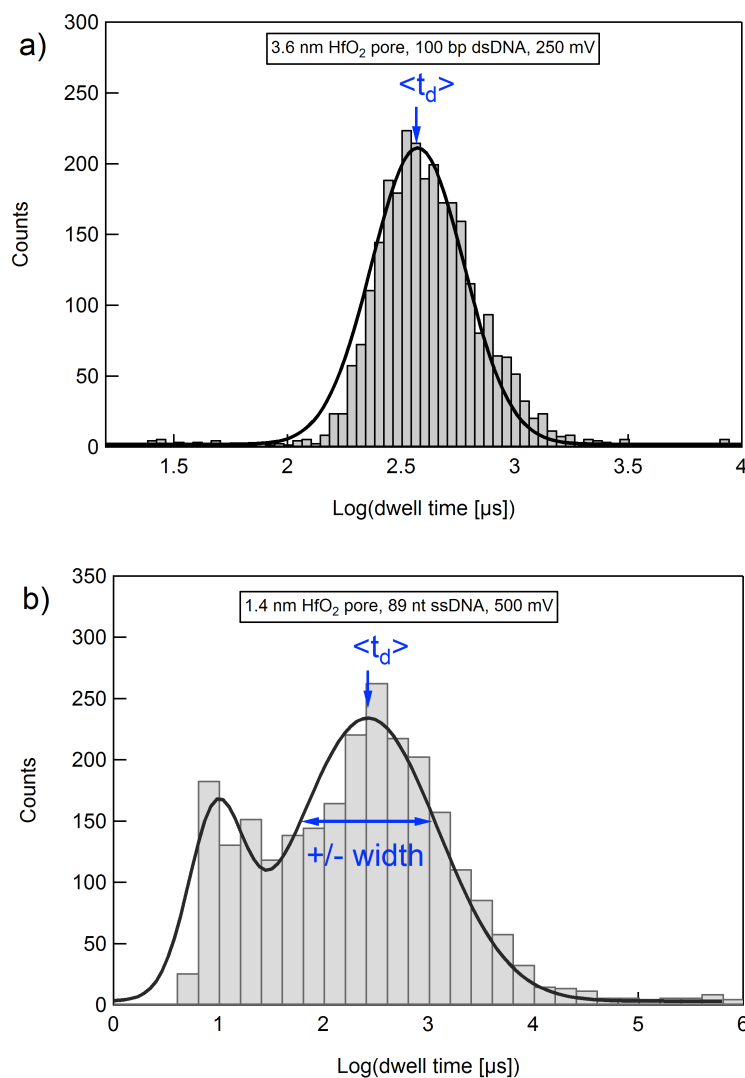 a)
300
250
200
150
100
50
0
Counts
3.6 nm HfO₂ pore, 100 bp dsDNA, 250 mV
<t_d>
1.5 2 2.5 3 3.5 4
Log(dwell time [µs])
b)
350
300
250
200
150
100
50
0
Counts
1.4 nm HfO₂ pore, 89 nt ssDNA, 500 mV
<t_d>
+/- width
0 1 2 3 4 5 6
Log(dwell time [µs])